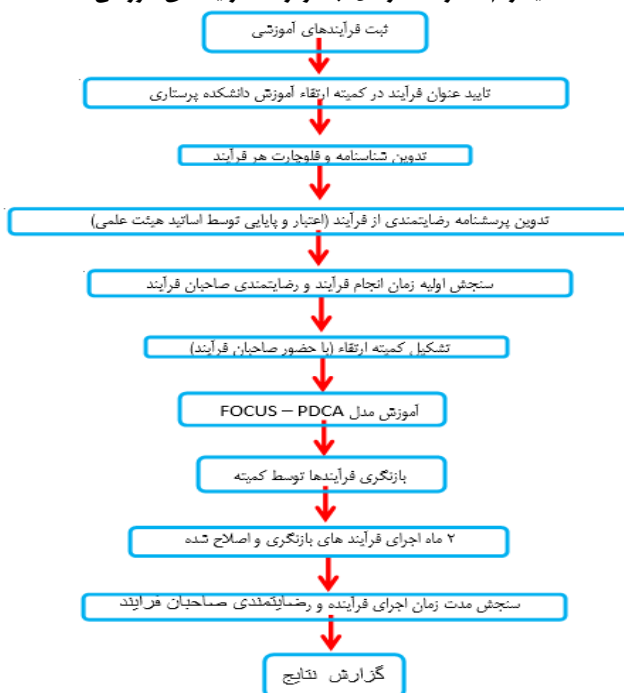 ثبت فرآیندهای آموزشی
تایید عنوان فرآیند در کمیته ارتقاء آموزش دانشکده پرستاری
تدوین شناسنامه و فلوچارت هر فرآیند
تدوین پرسشنامه رضایتمندی از فرآیند (اعتبار و پایایی توسط اساتید هیئت علمی)
سنجش اولیه زمان انجام فرآیند و رضایتمندی صاحبان فرآیند
تشکیل کمیته ارتقاء (با حضور صاحبان فرآیند)
آموزش مدل FOCUS – PDCA
بازنگری فرآیندها توسط کمیته
۲ ماه اجرای فرآیند های بازنگری و اصلاح شده
سنجش مدت زمان اجرای فرآینده و رضایتمندی صاحبان فرایند
گزارش نتایج